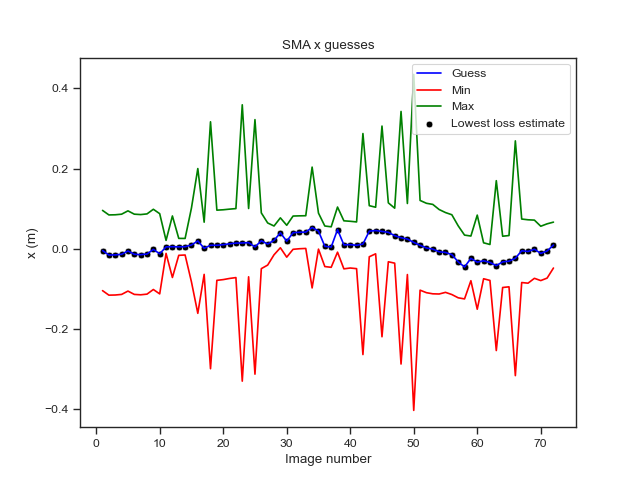 SMA x guesses
Guess
Min
Max
Lowest loss estimate
x (m)
0.4
0.2
0.0
−0.2
−0.4
0 10 20 30 40 50 60 70
Image number